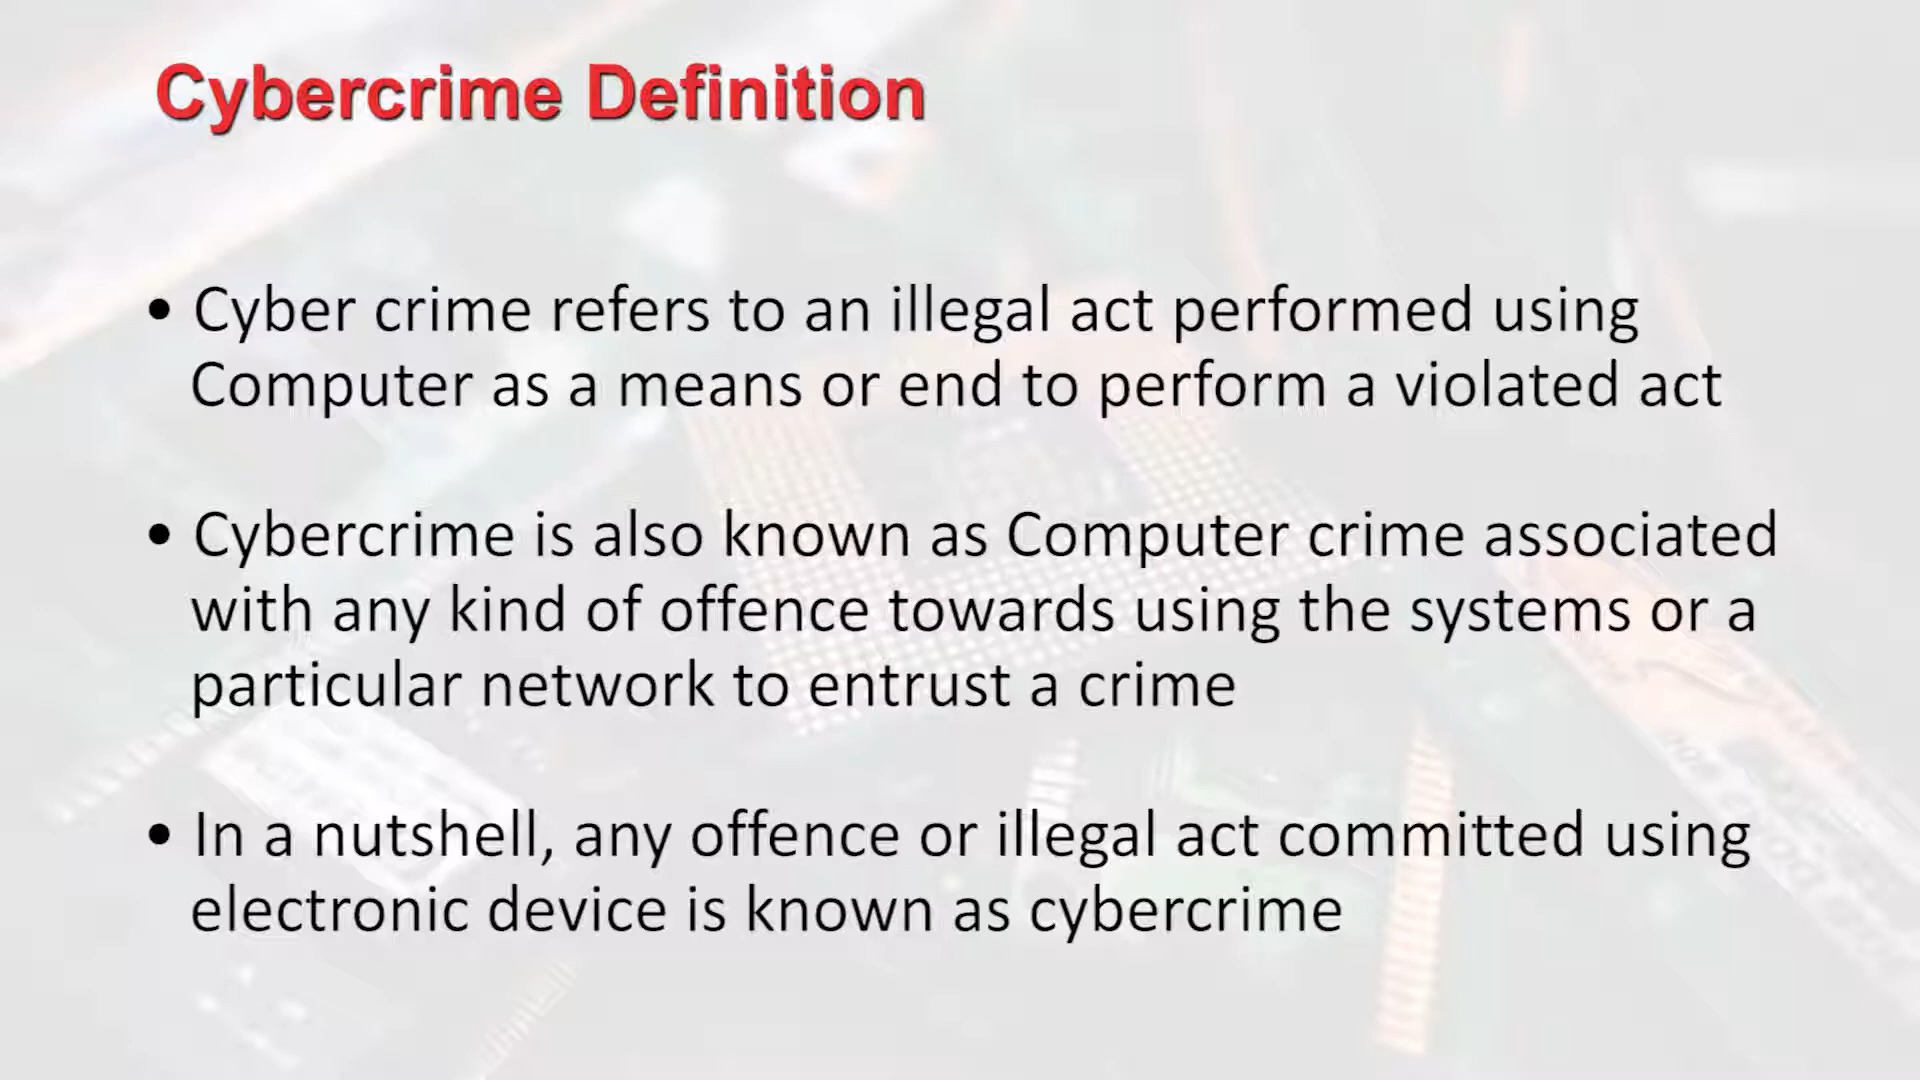 Cybercrime Definition
• Cyber crime refers to an illegal act performed using
Computer as a means or end to perform a violated act
• Cybercrime is also known as Computer crime associated
with any kind of offence towards using the systems or a
particular network to entrust a crime
• In a nutshell, any offence or illegal act committed using
electronic device is known as cybercrime